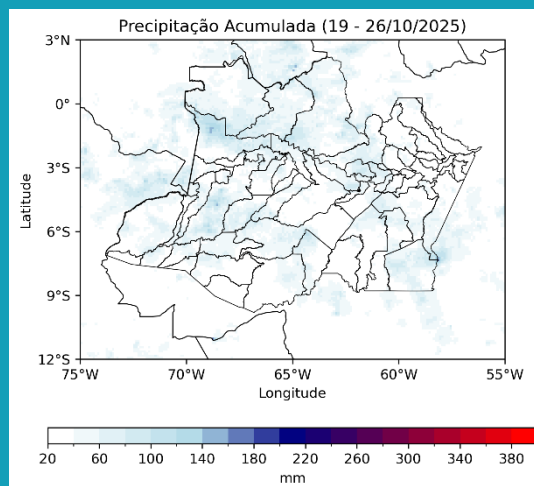 Precipitação Acumulada (19 - 26/10/2025)
3°N
0°
3°S
6°S
9°S
12°S
Latitude
75°W 70°W 65°W 60°W 55°W
Longitude
20 60 100 140 180 220 260 300 340 380
mm